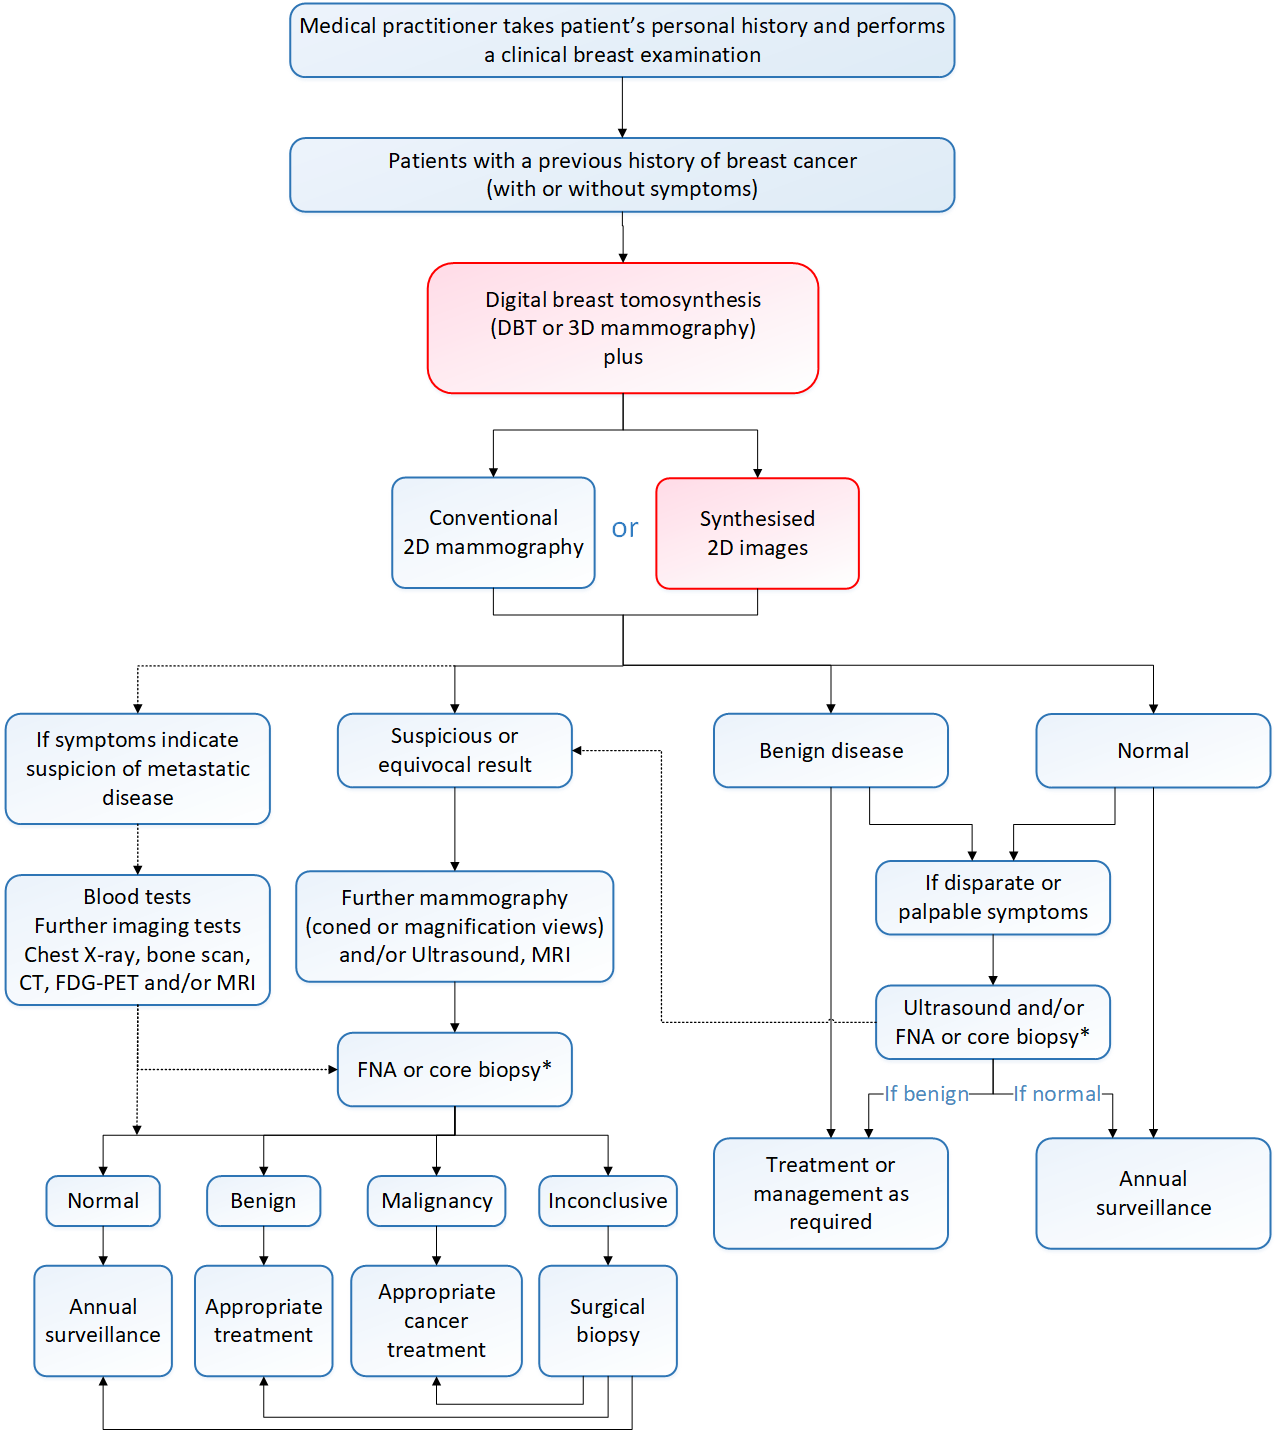 Medical practitioner takes patient’s personal history and performs
a clinical breast examination
Patients with a previous history of breast cancer
(with or without symptoms)
Digital breast tomosynthesis
(DBT or 3D mammography)
plus
Conventional
2D mammography
or
Synthesised
2D images
If symptoms indicate
suspicion of metastatic
disease
Suspicious or
equivocal result
Benign disease
Normal
Blood tests
Further imaging tests
Chest X-ray, bone scan,
CT, FDG-PET and/or MRI
Further mammography
(coned or magnification views)
and/or Ultrasound, MRI
If disparate or
palpable symptoms
Ultrasound and/or
FNA or core biopsy*
FNA or core biopsy*
If benign
If normal
Treatment or
management as
required
Annual
surveillance
Normal
Benign
Malignancy
Inconclusive
Annual
surveillance
Appropriate
treatment
Appropriate
cancer
treatment
Surgical
biopsy